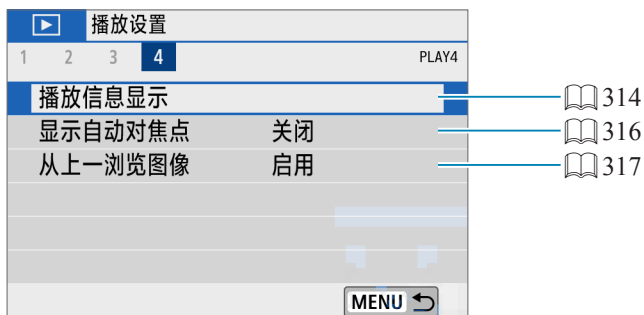 播放设置
1 2 3 4 PLAY4
播放信息显示 314
显示自动对焦点 关闭 316
从上一浏览图像 启用 317
MENU